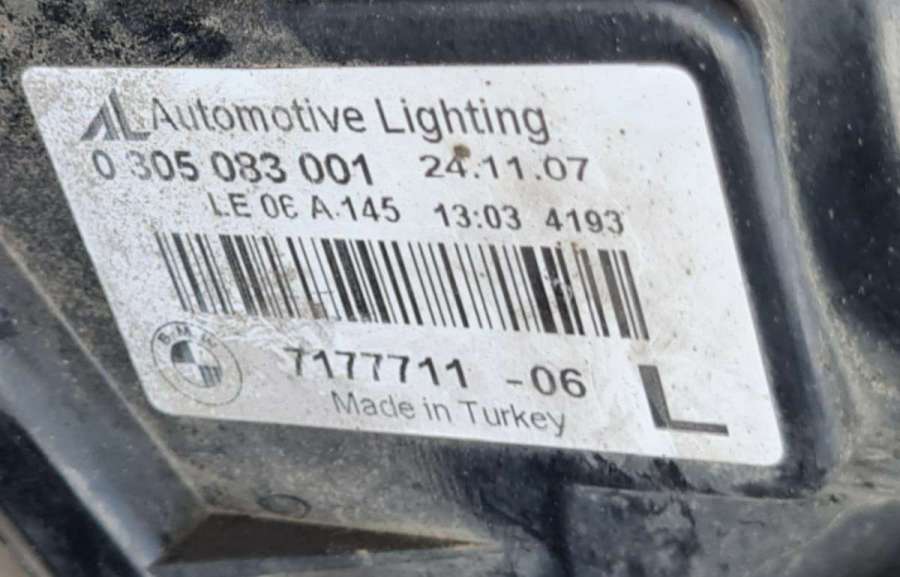 AL Automotive Lighting
0 305 083 001 24.11.07
LE 06 A.145 13:03 4193
BMW
7177711 -06 L
Made in Turkey